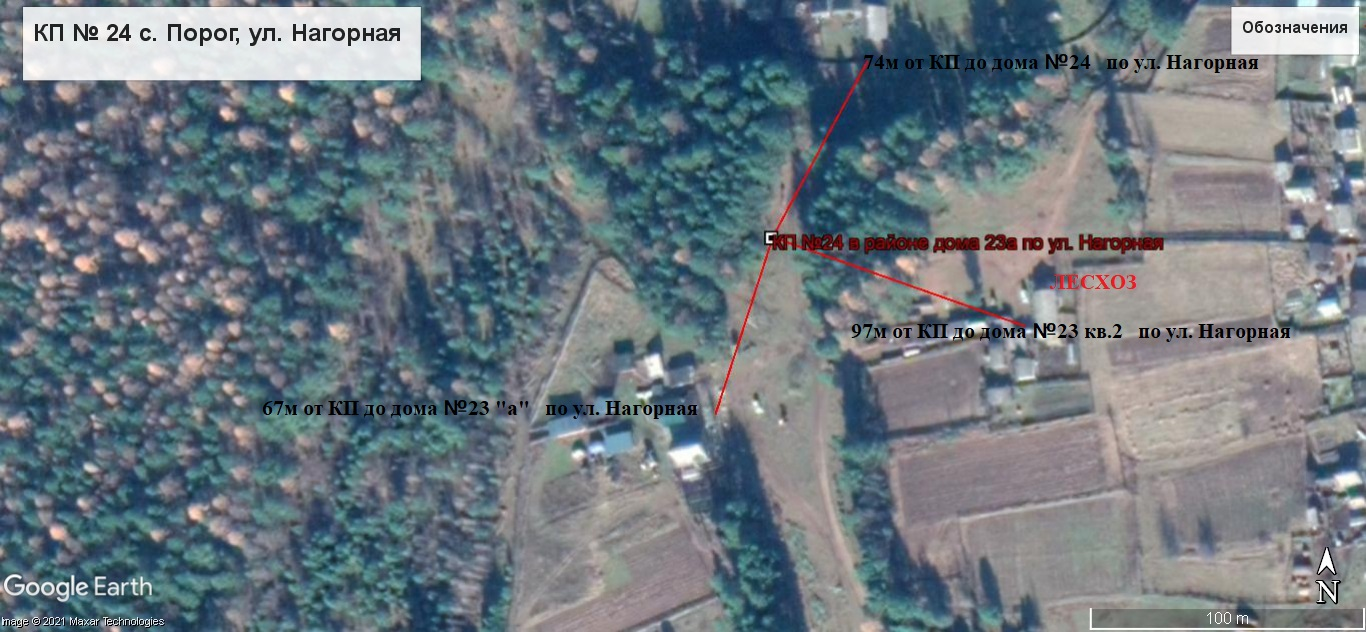 КП № 24 с. Порог, ул. Нагорная
Обозначения
74м от КП до дома №24 по ул. Нагорная
КП №24 в районе дома 23а по ул. Нагорная
ЛЕСХОЗ
97м от КП до дома №23 кв.2 по ул. Нагорная
67м от КП до дома №23 "а" по ул. Нагорная
Google Earth
N
100 m
Image © 2021 Maxar Technologies